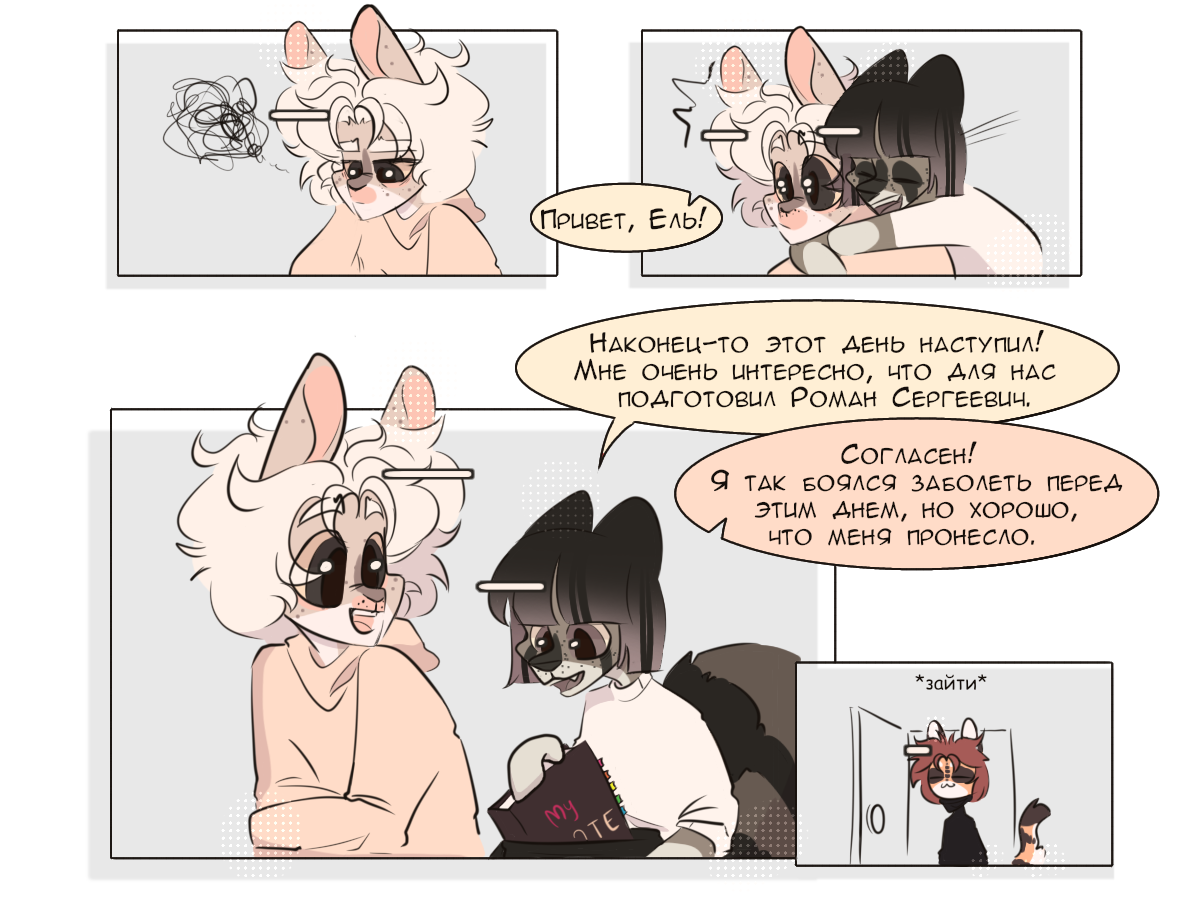 Привет, Ель!
Наконец-то этот день наступил!
Мне очень интересно, что для нас
подготовил Роман Сергеевич.
Согласен!
Я так боялся заболеть перед
этим днем, но хорошо,
что меня пронесло.
*зайти*
My
OTE